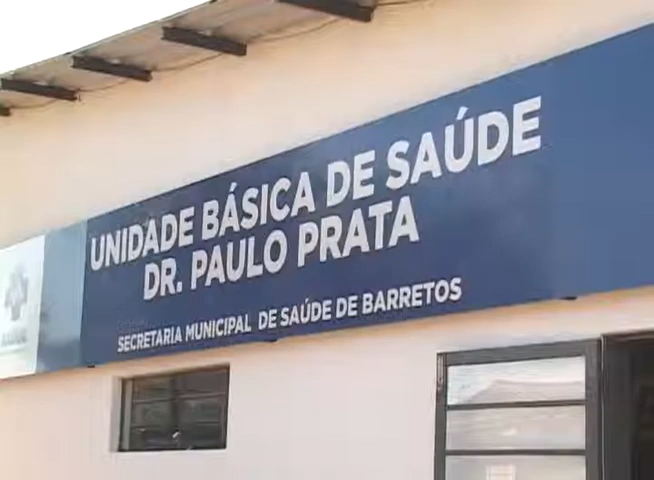 UNIDADE BÁSICA DE SAÚDE
DR. PAULO PRATA
SECRETARIA MUNICIPAL DE SAÚDE DE BARRETOS